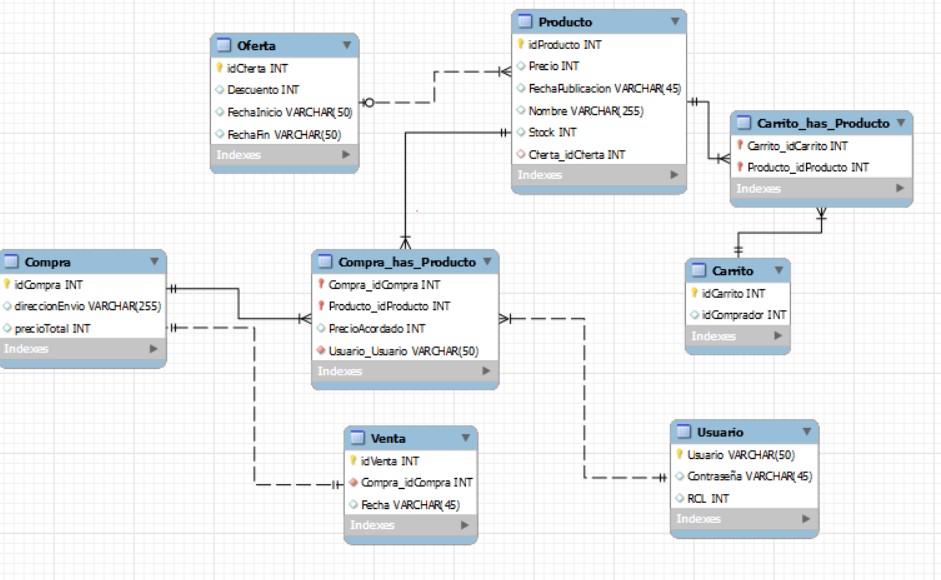 Oferta
idOferta INT
Descuento INT
FechaInicio VARCHAR(50)
FechaFin VARCHAR(50)
Indexes
Producto
idProducto INT
Precio INT
FechaPublicacion VARCHAR(45)
Nombre VARCHAR(255)
Stock INT
Oferta_idOferta INT
Indexes
Carrito_has_Producto
Carrito_idCarrito INT
Producto_idProducto INT
Indexes
Compra
idCompra INT
direccionEnvio VARCHAR(255)
precioTotal INT
Indexes
Compra_has_Producto
Compra_idCompra INT
Producto_idProducto INT
PrecioAcordado INT
Usuario_Usuario VARCHAR(50)
Indexes
Carrito
idCarrito INT
idComprador INT
Indexes
Venta
idVenta INT
Compra_idCompra INT
Fecha VARCHAR(45)
Indexes
Usuario
Usuario VARCHAR(50)
Contraseña VARCHAR(45)
ROL INT
Indexes